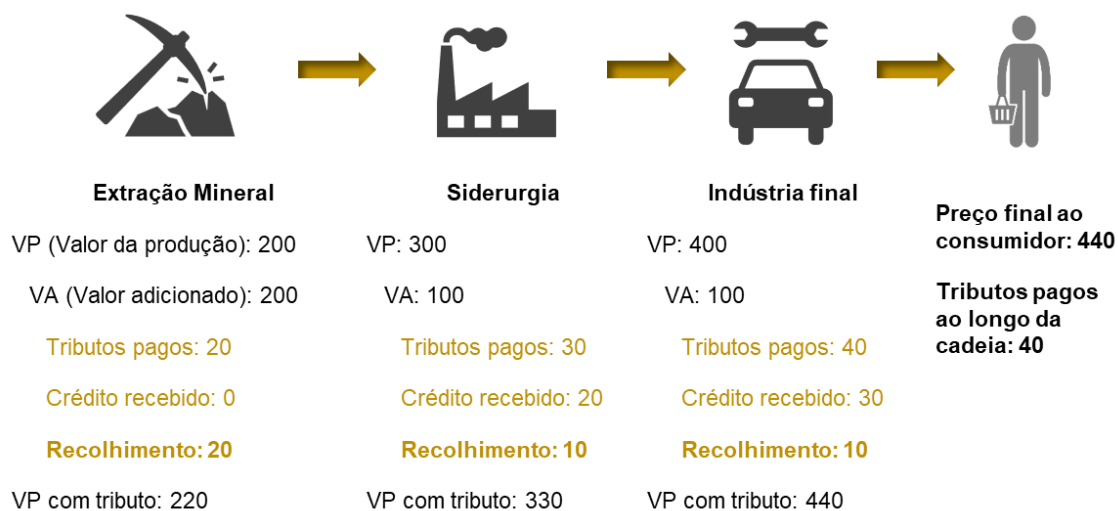 Extração Mineral
VP (Valor da produção): 200
VA (Valor adicionado): 200
Tributos pagos: 20
Crédito recebido: 0
Recolhimento: 20
VP com tributo: 220
Siderurgia
VP: 300
VA: 100
Tributos pagos: 30
Crédito recebido: 20
Recolhimento: 10
VP com tributo: 330
Indústria final
VP: 400
VA: 100
Tributos pagos: 40
Crédito recebido: 30
Recolhimento: 10
VP com tributo: 440
Preço final ao
consumidor: 440
Tributos pagos
ao longo da
cadeia: 40